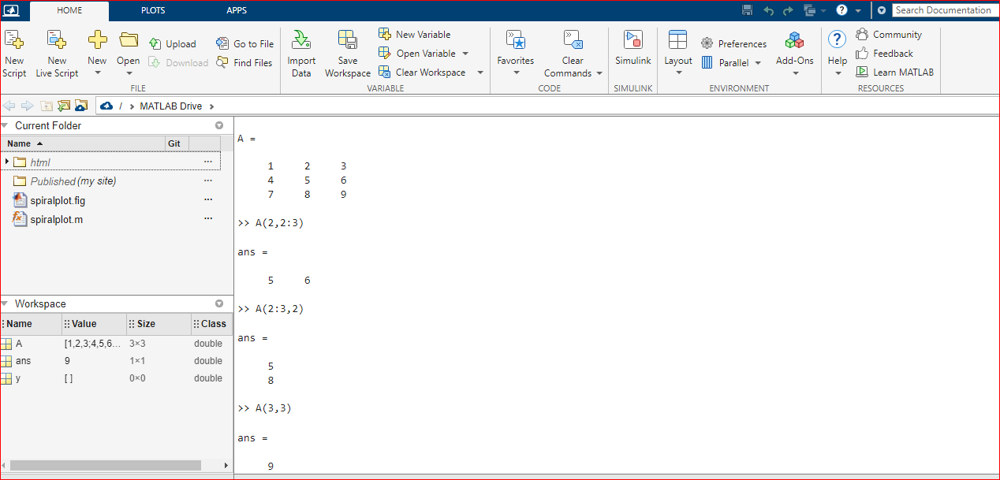 HOME PLOTS APPS Search Documentation
New Script
New Live Script
New
Open
Upload
Download
Go to File
Find Files
FILE
Import Data
Save Workspace
New Variable
Open Variable
Clear Workspace
VARIABLE
Favorites
Clear Commands
CODE
Simulink
SIMULINK
Layout
Preferences
Parallel
Add-Ons
ENVIRONMENT
Help
Community
Feedback
Learn MATLAB
RESOURCES
/ MATLAB Drive
Current Folder
Name Git
html ...
Published (my site) ...
spiralplot.fig ...
spiralplot.m ...
Workspace
Name Value Size Class
A [1,2,3;4,5,6... 3×3 double
ans 9 1×1 double
y [ ] 0×0 double
A =
1 2 3
4 5 6
7 8 9
>> A(2,2:3)
ans =
5 6
>> A(2:3,2)
ans =
5
8
>> A(3,3)
ans =
9